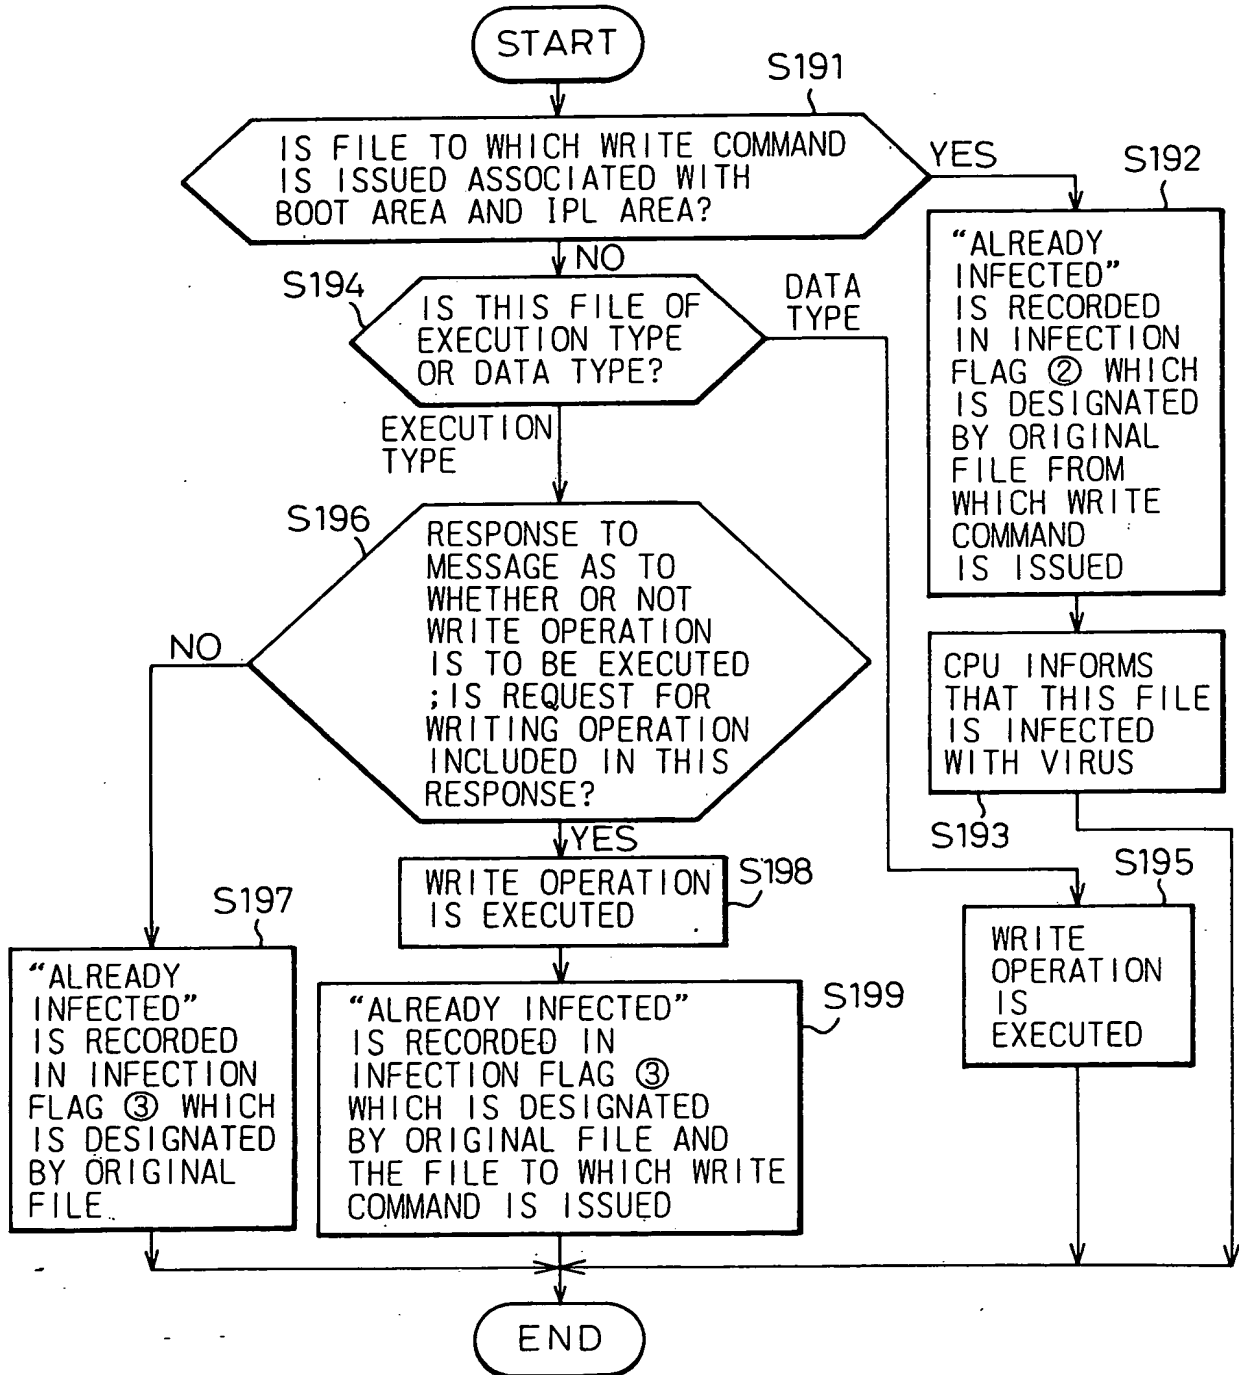 START
S191
IS FILE TO WHICH WRITE COMMAND
IS ISSUED ASSOCIATED WITH
BOOT AREA AND IPL AREA?
YES
S192
NO
"ALREADY
INFECTED"
IS RECORDED
IN INFECTION
FLAG ② WHICH
IS DESIGNATED
BY ORIGINAL
FILE FROM
WHICH WRITE
COMMAND
IS ISSUED
S194
IS THIS FILE OF
EXECUTION TYPE
OR DATA TYPE?
DATA
TYPE
EXECUTION
TYPE
S196
RESPONSE TO
MESSAGE AS TO
WHETHER OR NOT
WRITE OPERATION
IS TO BE EXECUTED
;IS REQUEST FOR
WRITING OPERATION
INCLUDED IN THIS
RESPONSE?
NO
CPU INFORMS
THAT THIS FILE
IS INFECTED
WITH VIRUS
S193
YES
S195
WRITE OPERATION
IS EXECUTED
S198
S197
WRITE
OPERATION
IS
EXECUTED
"ALREADY
INFECTED"
IS RECORDED
IN INFECTION
FLAG ③ WHICH
IS DESIGNATED
BY ORIGINAL
FILE
"ALREADY INFECTED"
IS RECORDED IN
INFECTION FLAG ③
WHICH IS DESIGNATED
BY ORIGINAL FILE AND
THE FILE TO WHICH WRITE
COMMAND IS ISSUED
S199
END